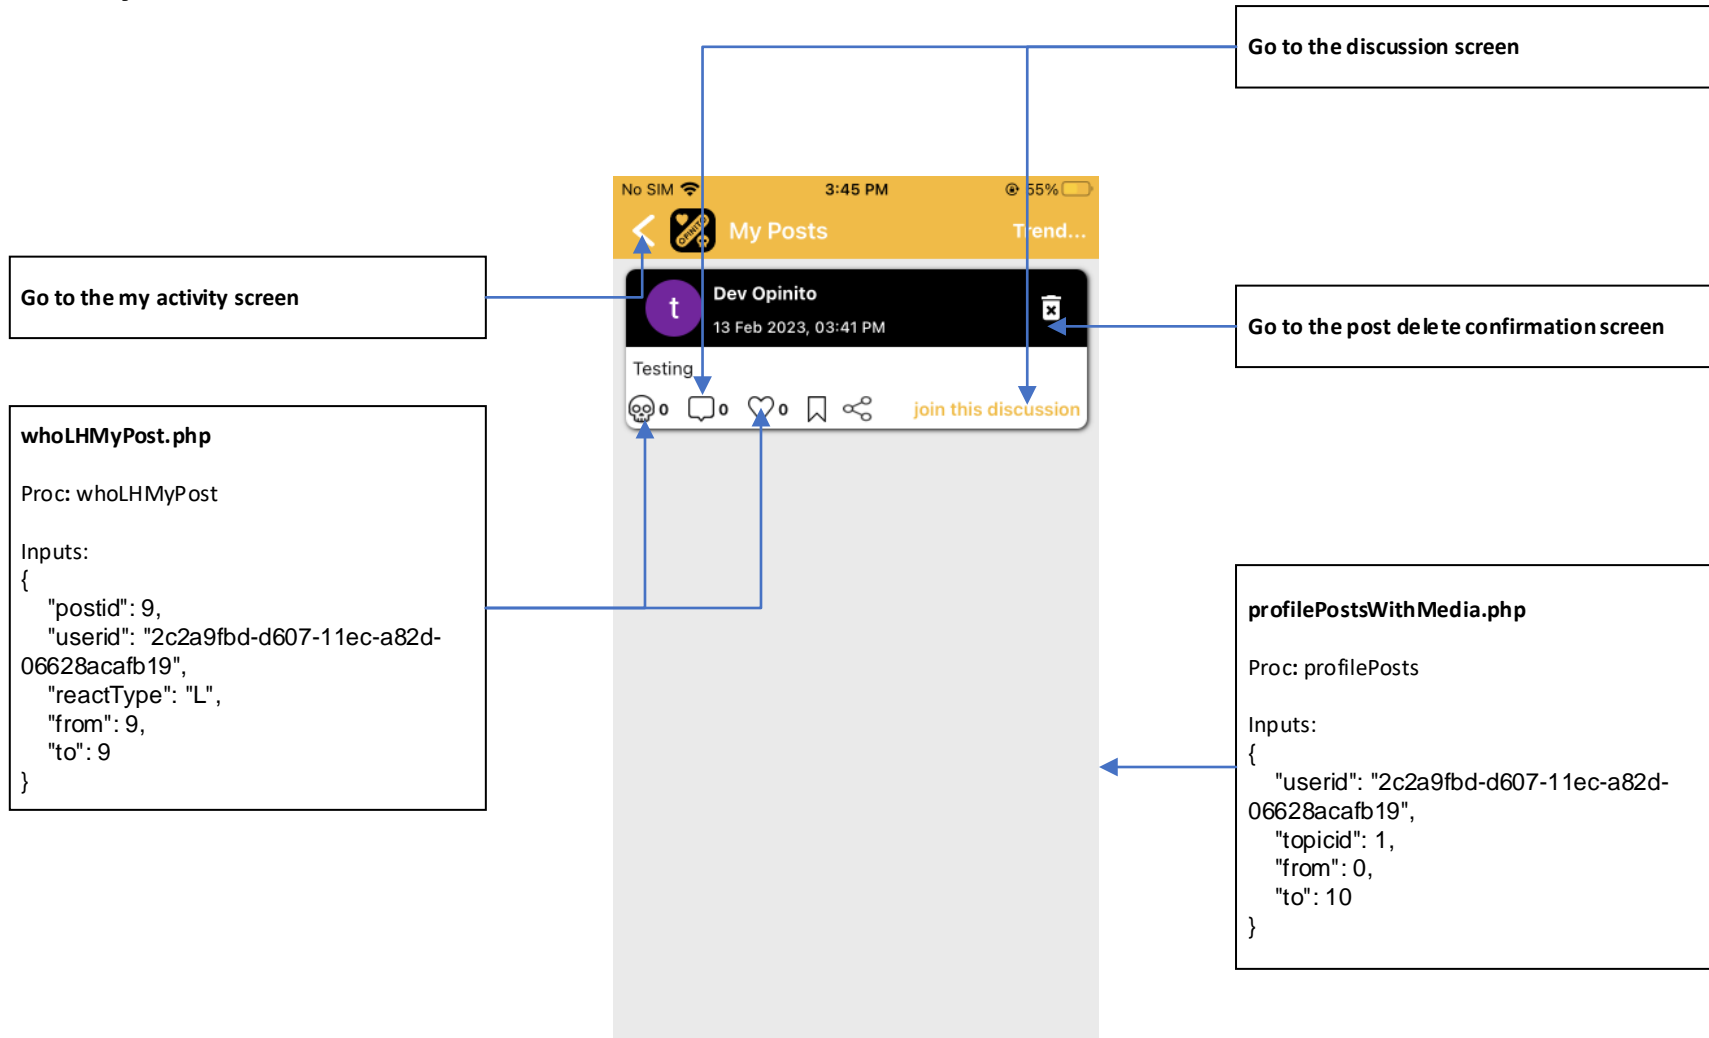 Go to the discussion screen
No SIM 3:45 PM 55%
OPINITO
My Posts Trend...
Go to the my activity screen
t
Dev Opinito
13 Feb 2023, 03:41 PM
Go to the post delete confirmation screen
Testing
0 0 0 join this discussion
whoLHMyPost.php
Proc: whoLHMyPost
Inputs:
{
"postid": 9,
"userid": "2c2a9fbd-d607-11ec-a82d-
06628acafb19",
"reactType": "L",
"from": 9,
"to": 9
}
profilePostsWithMedia.php
Proc: profilePosts
Inputs:
{
"userid": "2c2a9fbd-d607-11ec-a82d-
06628acafb19",
"topicid": 1,
"from": 0,
"to": 10
}